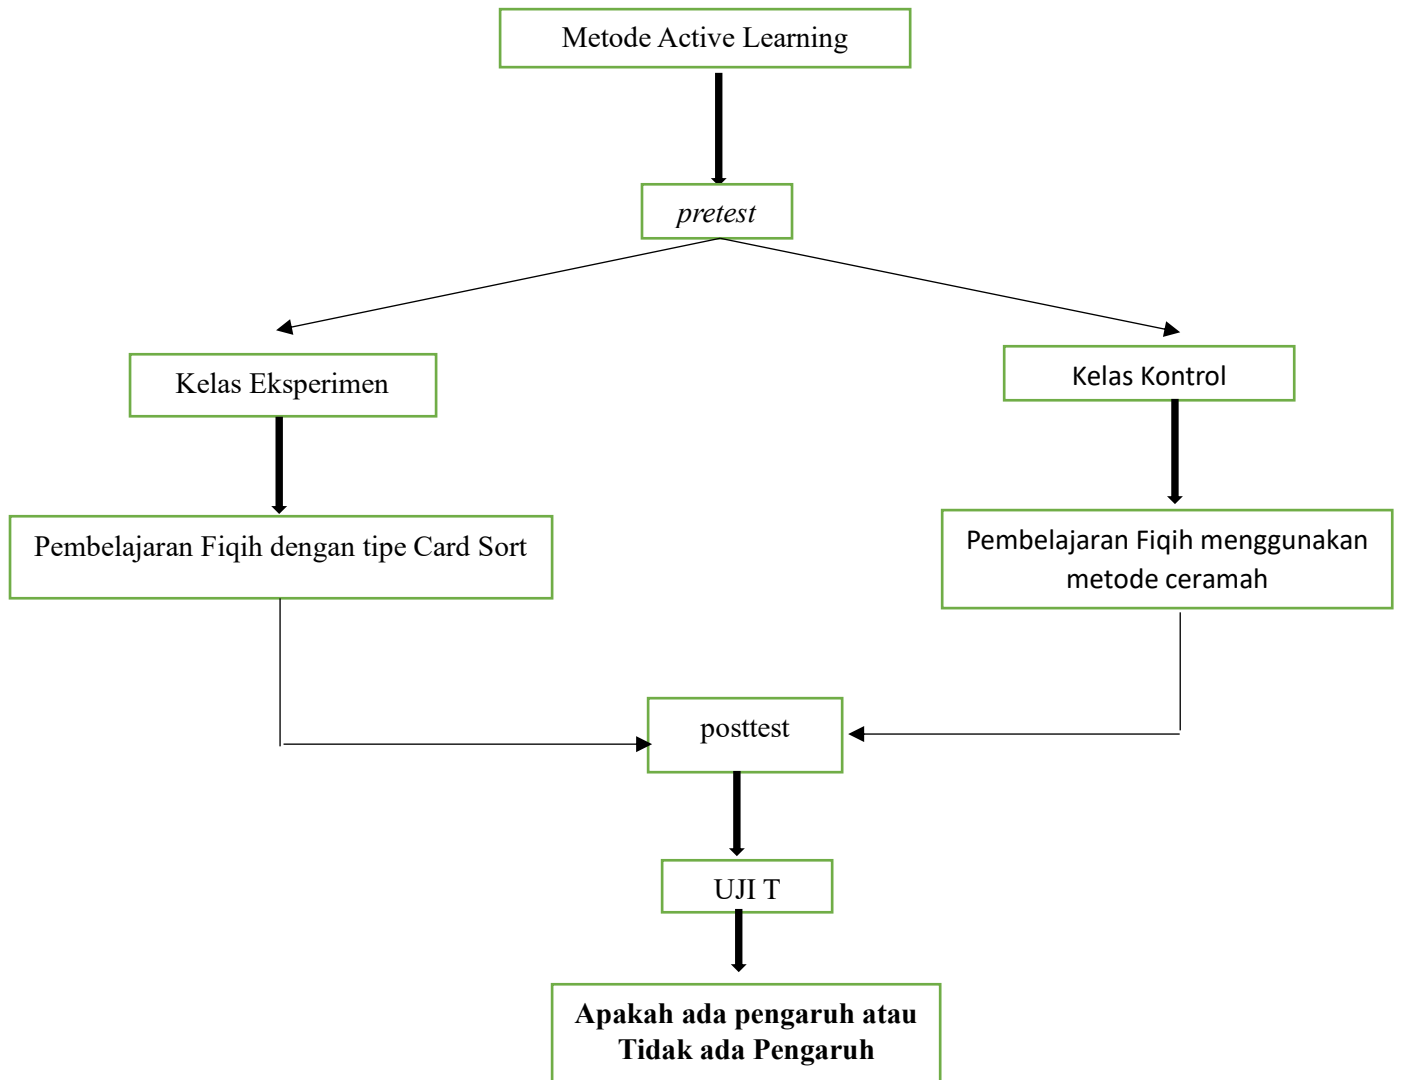 Metode Active Learning
pretest
Kelas Eksperimen
Kelas Kontrol
Pembelajaran Fiqih dengan tipe Card Sort
Pembelajaran Fiqih menggunakan
metode ceramah
posttest
UJI T
Apakah ada pengaruh atau
Tidak ada Pengaruh